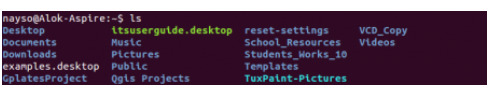 nayso@Alok-Aspire:~$ ls
Desktop itsuserguide.desktop reset-settings VCD_Copy
Documents Music School_Resources Videos
Downloads Pictures Students_Works_10
examples.desktop Public Templates
GplatesProject Qgis Projects TuxPaint-Pictures